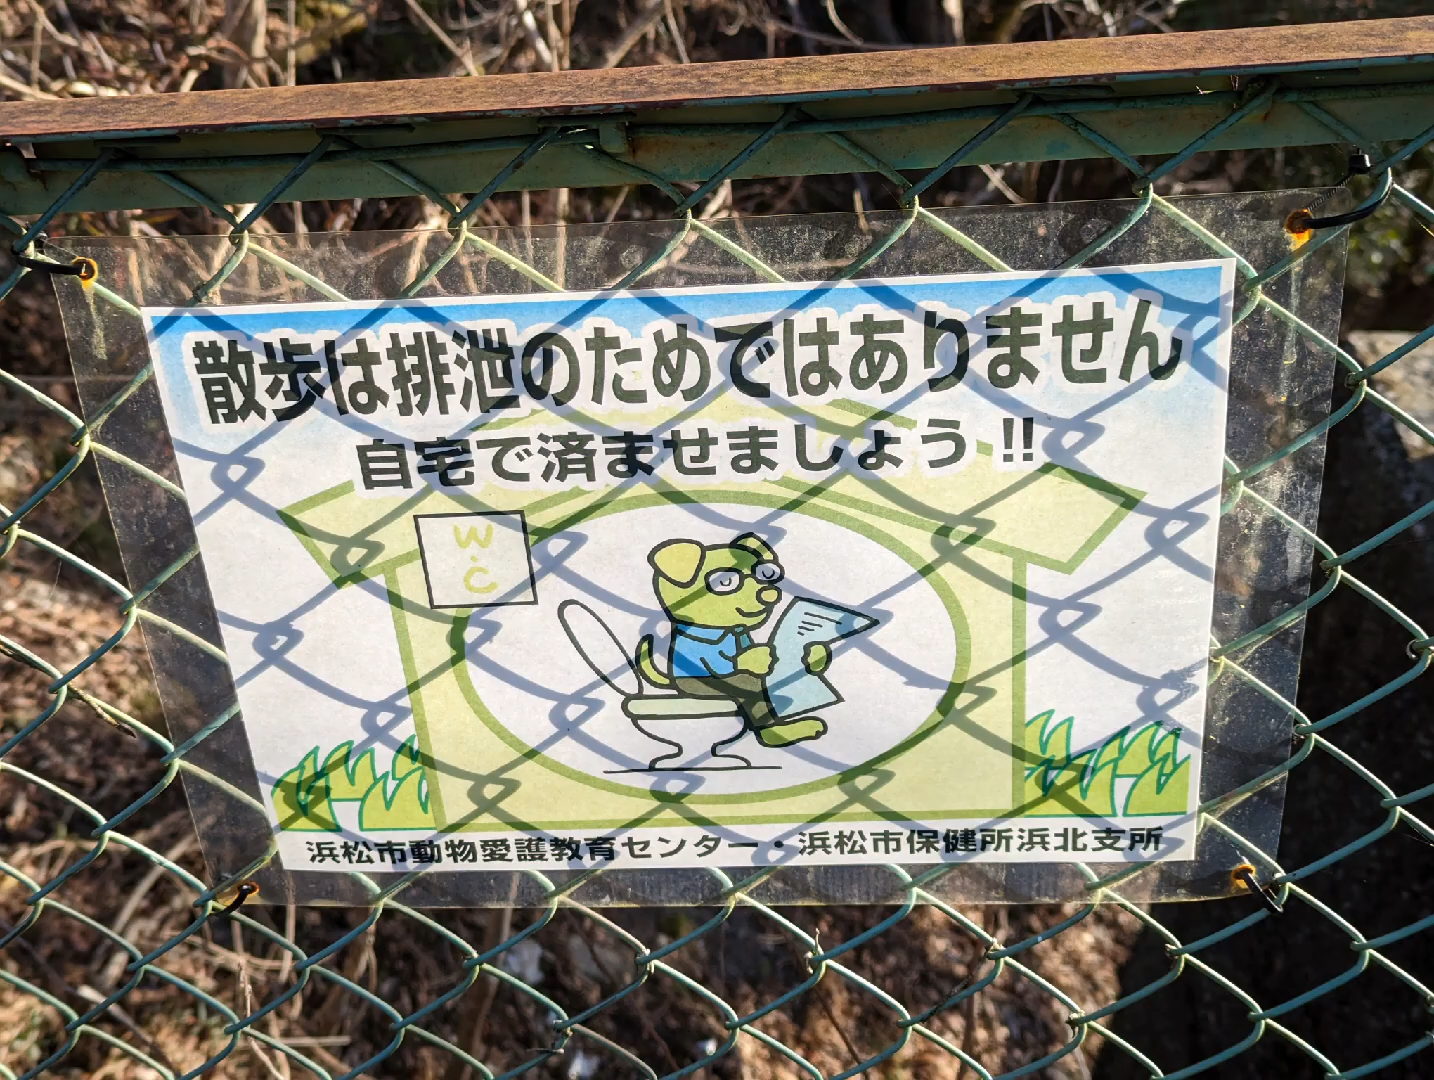 散歩は排泄のためではありません
自宅で済ませましょう!!
W.C
浜松市動物愛護教育センター・浜松市保健所浜北支所